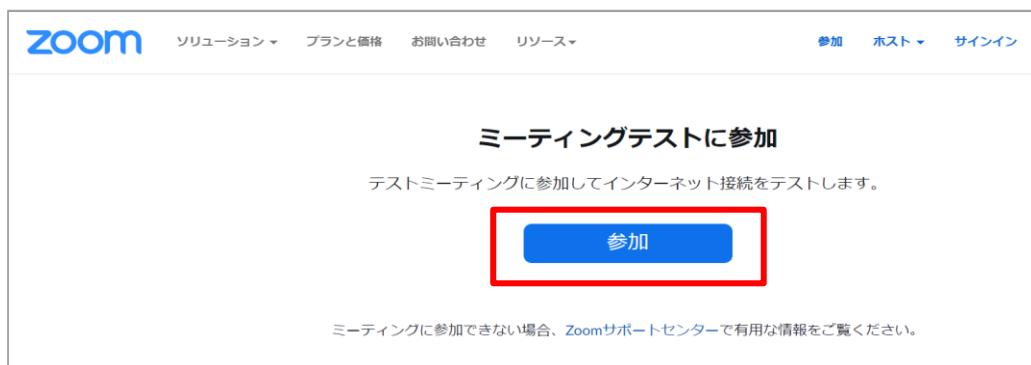 zoom ソリューション プランと価格 お問い合わせ リソース 参加 ホスト サインイン
ミーティングテストに参加
テストミーティングに参加してインターネット接続をテストします。
参加
ミーティングに参加できない場合、Zoomサポートセンターで有用な情報をご覧ください。